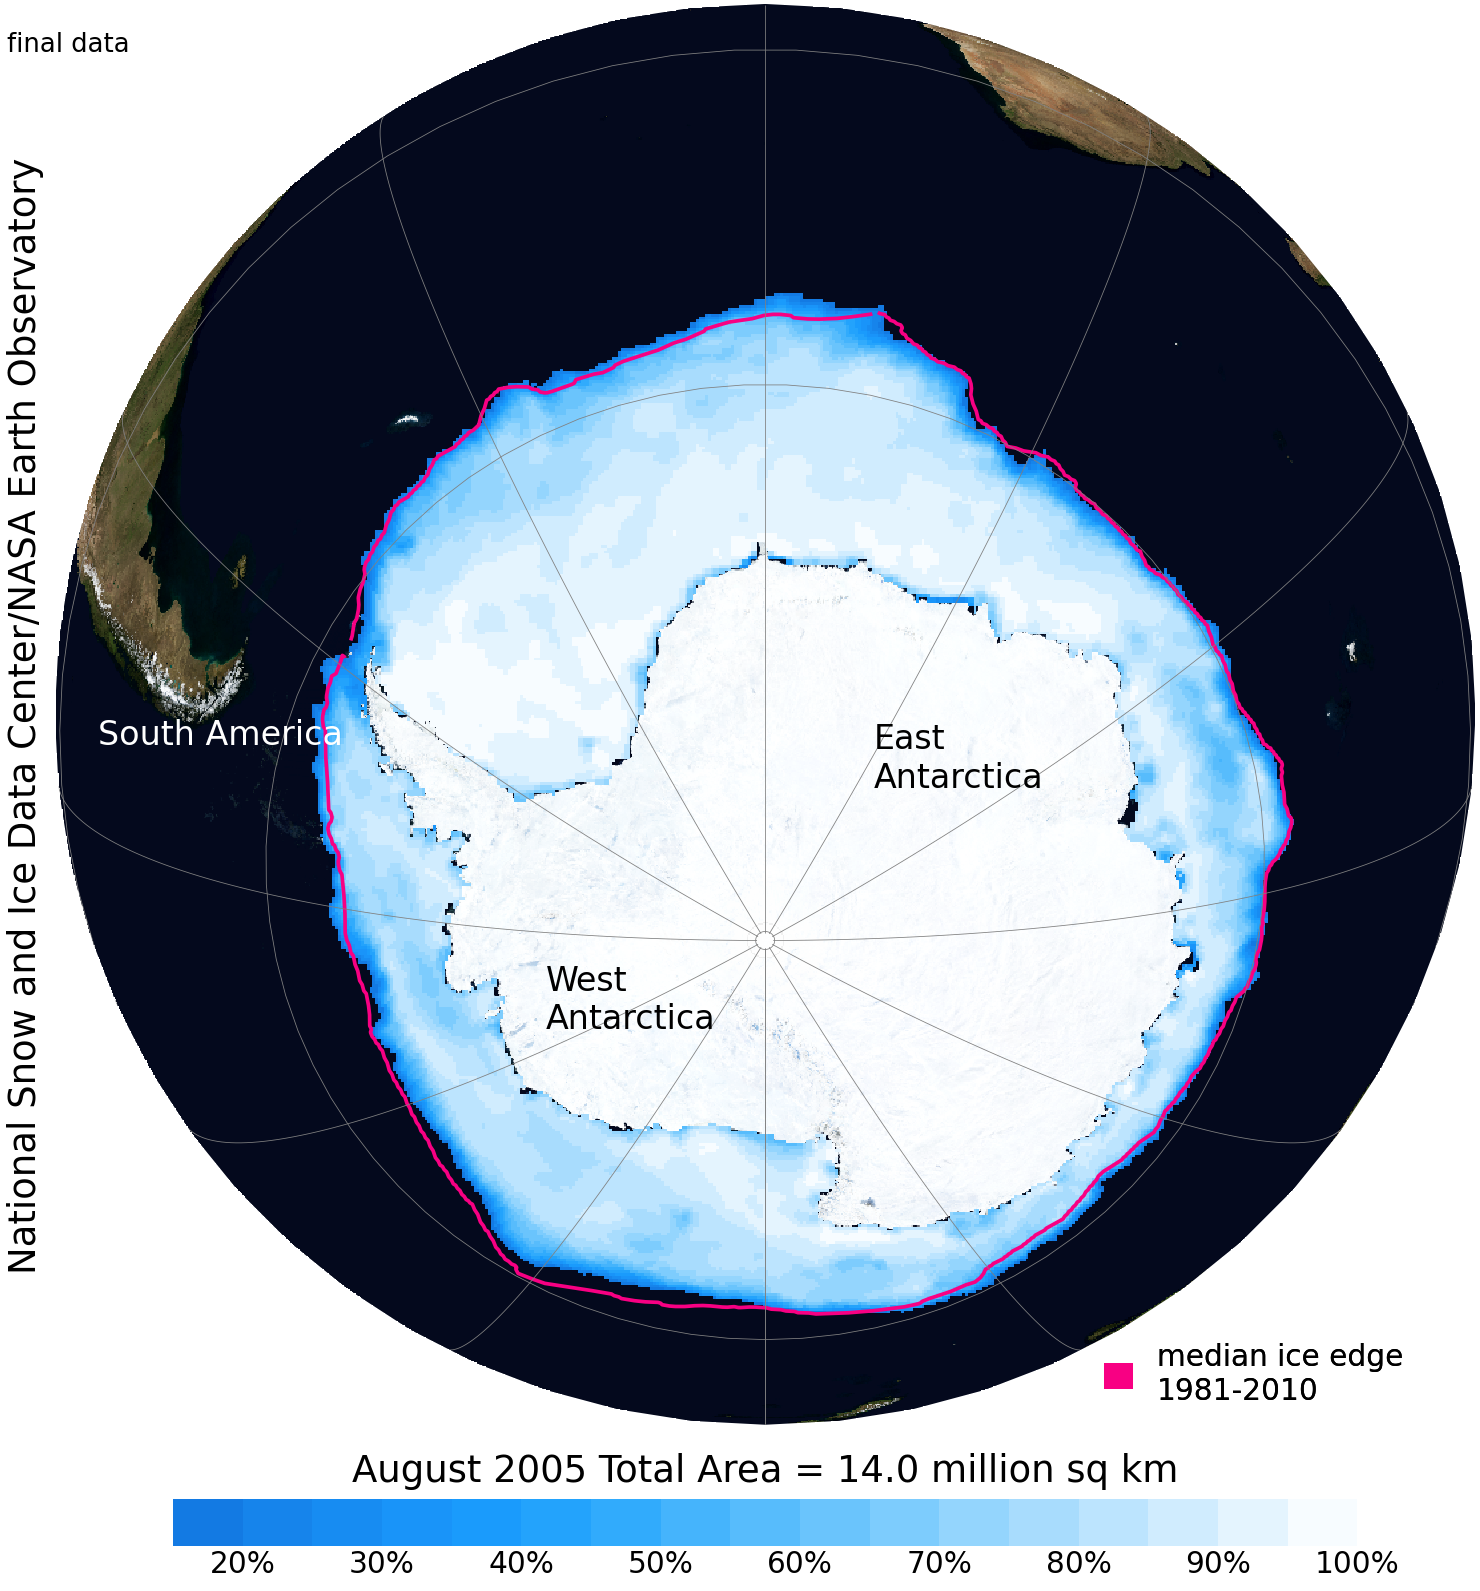 final data
National Snow and Ice Data Center/NASA Earth Observatory
South America
East
Antarctica
West
Antarctica
median ice edge
1981-2010
August 2005 Total Area = 14.0 million sq km
20% 30% 40% 50% 60% 70% 80% 90% 100%